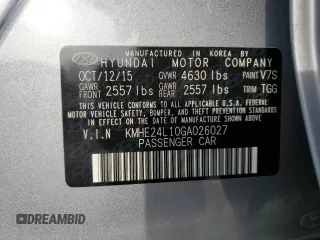 MANUFACTURED IN KOREA BY
HYUNDAI MOTOR COMPANY
OCT/12/15 GVWR 4630 lbs PAINT V7S
GAWR FRONT 2557 lbs GAWR REAR 2557 lbs TRIM TGG
THIS VEHICLE CONFORMS TO ALL APPLICABLE U.S.A. FEDERAL
MOTOR VEHICLE SAFETY, BUMPER, AND THEFT PREVENTION STANDARDS
IN EFFECT ON THE DATE OF MANUFACTURE SHOWN ABOVE.
V.I.N KMHE24L10GA026027
PASSENGER CAR
DREAMBID